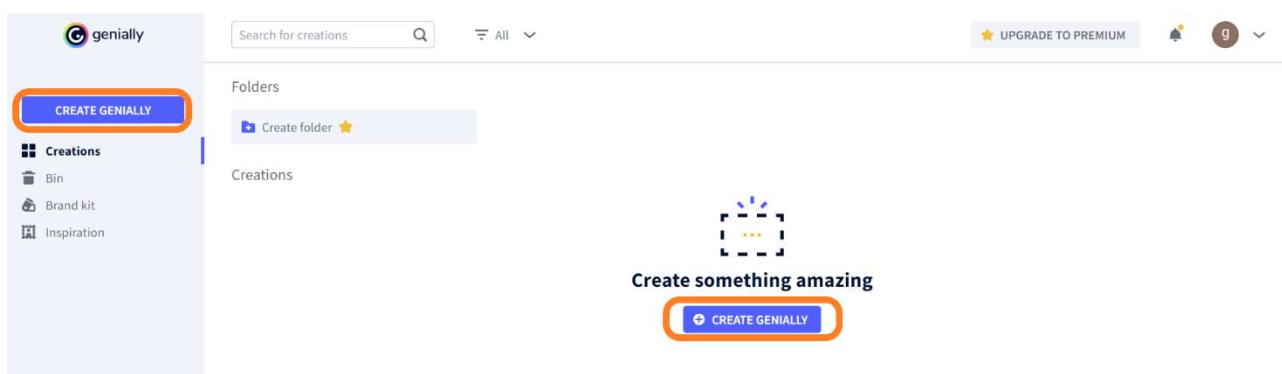 genially
Search for creations
All
UPGRADE TO PREMIUM
g
CREATE GENIALLY
Creations
Bin
Brand kit
Inspiration
Folders
Create folder
Creations
Create something amazing
CREATE GENIALLY